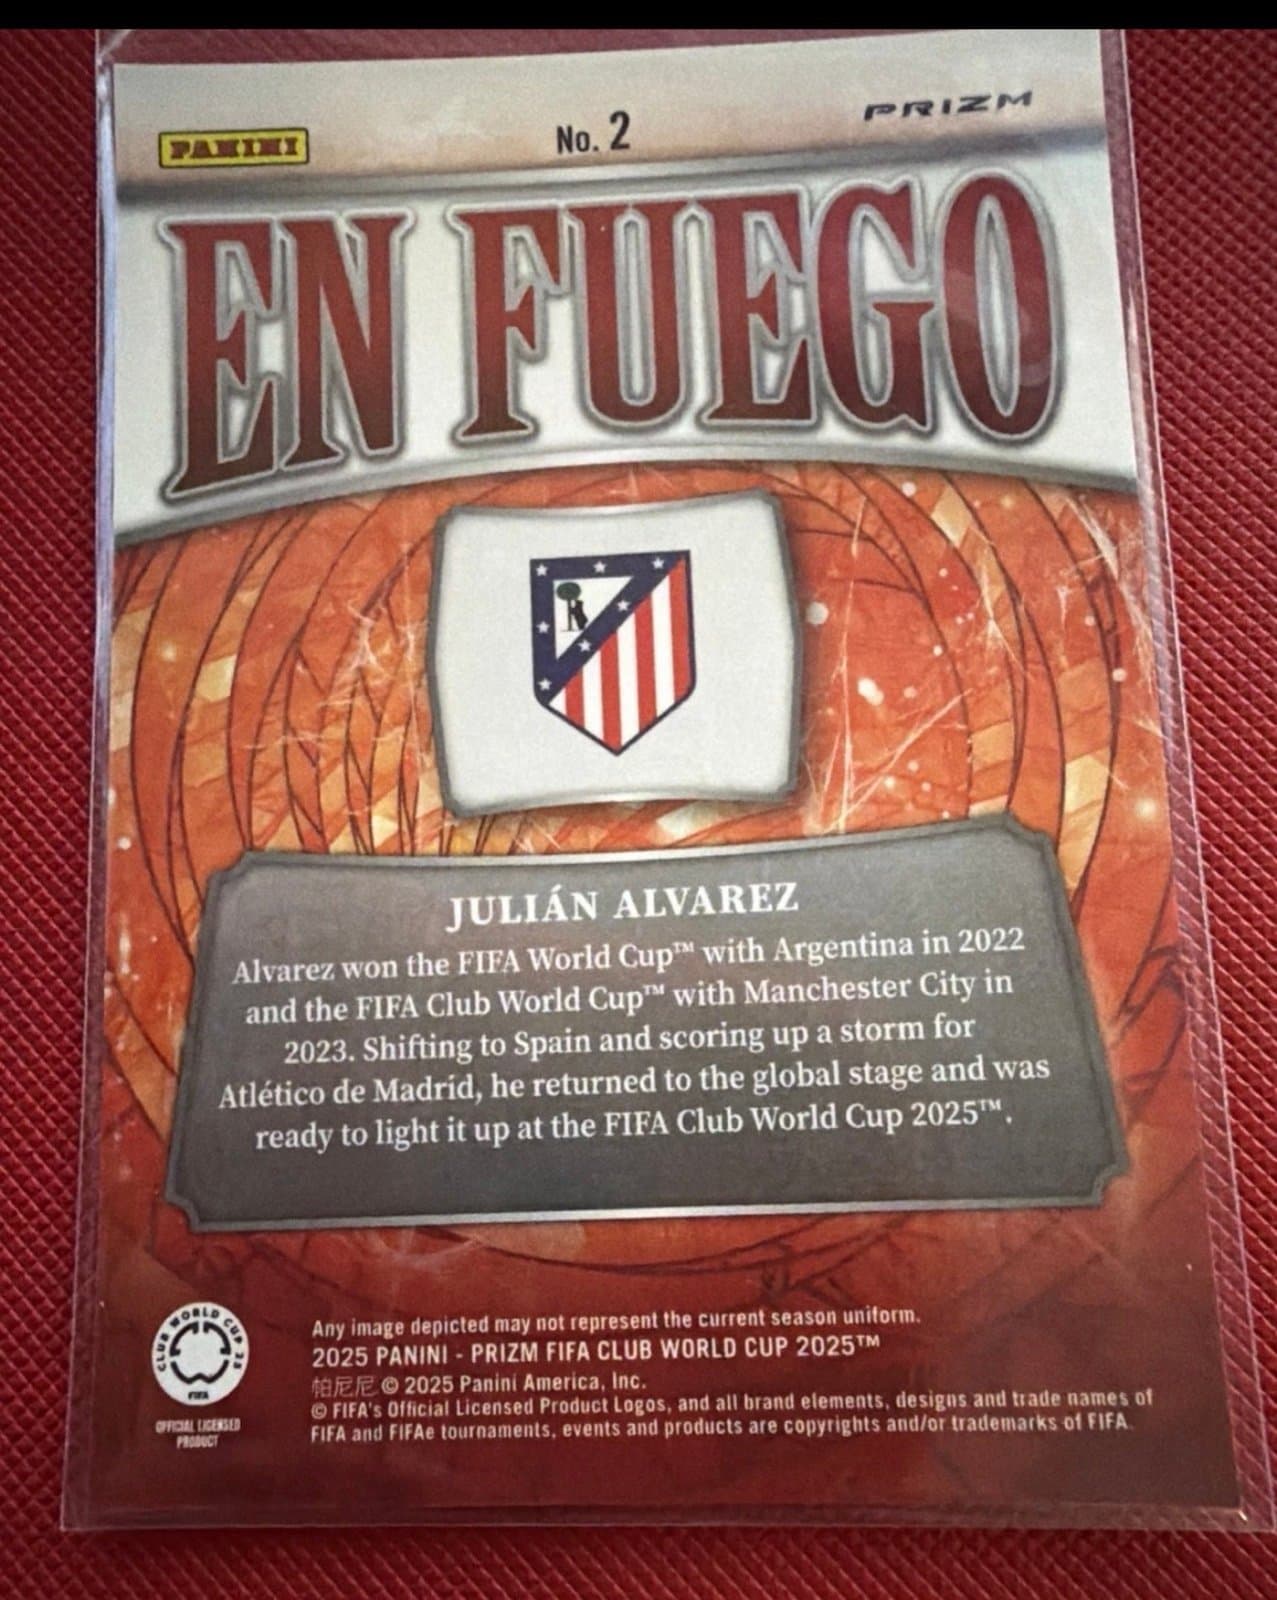 PANINI
No. 2
PRIZM
EN FUEGO
JULIÁN ALVAREZ
Alvarez won the FIFA World Cup™ with Argentina in 2022
and the FIFA Club World Cup™ with Manchester City in
2023. Shifting to Spain and scoring up a storm for
Atlético de Madrid, he returned to the global stage and was
ready to light it up at the FIFA Club World Cup 2025™.
CLUB WORLD CUP 25
FIFA
OFFICIAL LICENSED
PRODUCT
Any image depicted may not represent the current season uniform.
2025 PANINI - PRIZM FIFA CLUB WORLD CUP 2025™
帕尼尼 © 2025 Panini America, Inc.
© FIFA's Official Licensed Product Logos, and all brand elements, designs and trade names of
FIFA and FIFAe tournaments, events and products are copyrights and/or trademarks of FIFA.